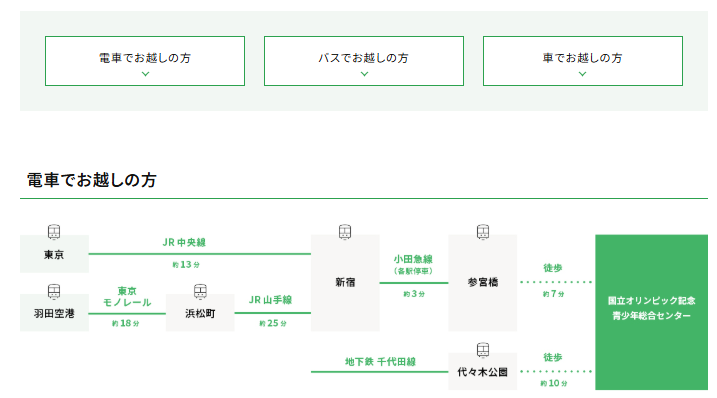 電車でお越しの方
バスでお越しの方
車でお越しの方
電車でお越しの方
東京
JR 中央線
約 13 分
羽田空港
東京
モノレール
約 18 分
浜松町
JR 山手線
約 25 分
新宿
小田急線
（各駅停車）
約 3 分
参宮橋
徒歩
約 7 分
地下鉄 千代田線
代々木公園
徒歩
約 10 分
国立オリンピック記念
青少年総合センター